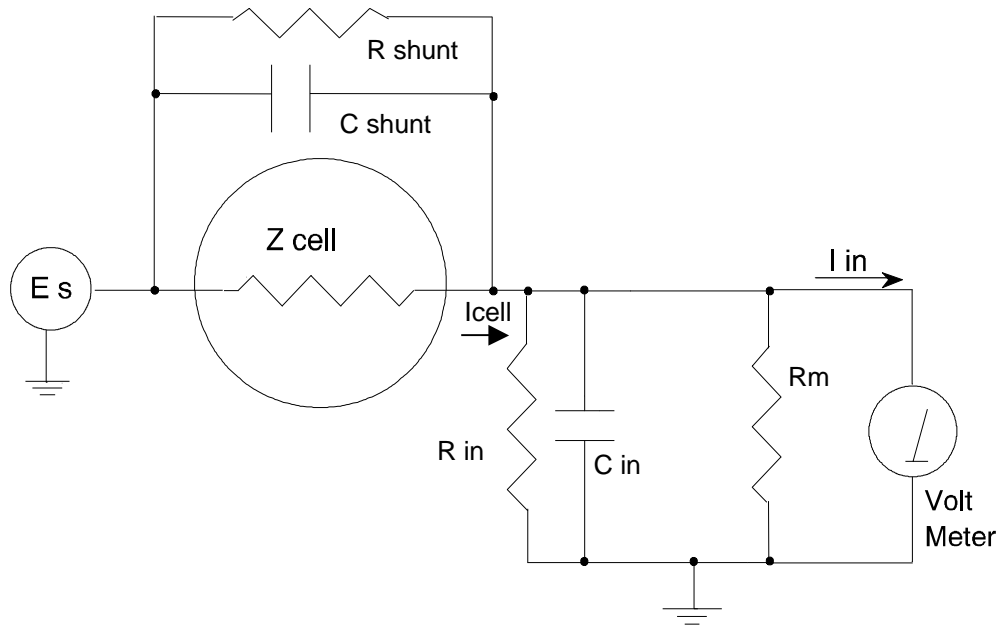 R shunt
C shunt
Z cell
E s
I in
Icell
Rm
R in
C in
Volt
Meter